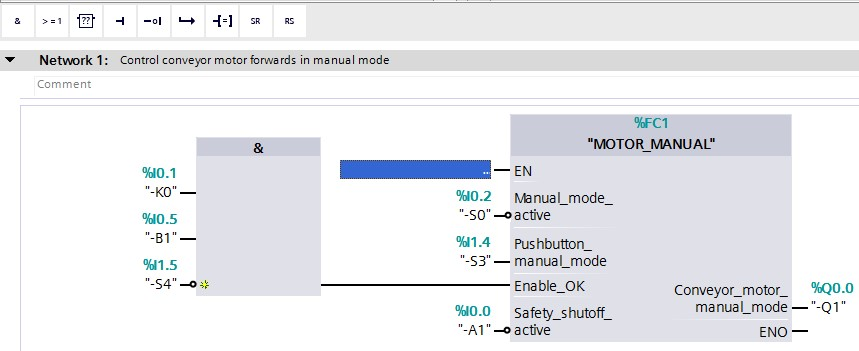 &
>=1
??
-o|
-[=]
SR
RS
Network 1: Control conveyor motor forwards in manual mode
Comment
&
%I0.1
"-K0"
%I0.5
"-B1"
%I1.5
"-S4"
%FC1
"MOTOR_MANUAL"
...
EN
%I0.2
"-S0"
Manual_mode_
active
%I1.4
"-S3"
Pushbutton_
manual_mode
Enable_OK
%I0.0
"-A1"
Safety_shutoff_
active
Conveyor_motor_
manual_mode
%Q0.0
"-Q1"
ENO